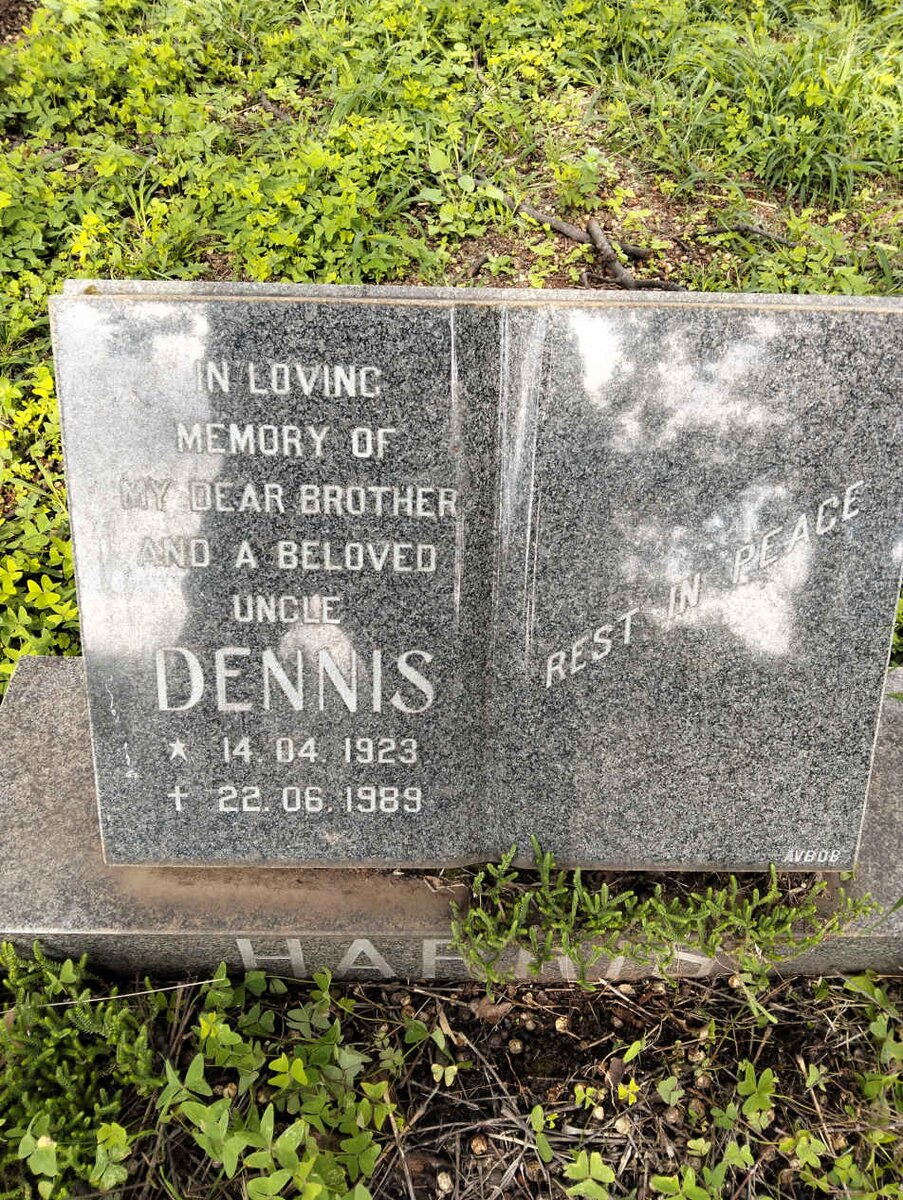 IN LOVING
MEMORY OF
MY DEAR BROTHER
AND A BELOVED
UNCLE
DENNIS
★ 14.04.1923
✝ 22.06.1989
REST IN PEACE
AVBOB
HARRIS